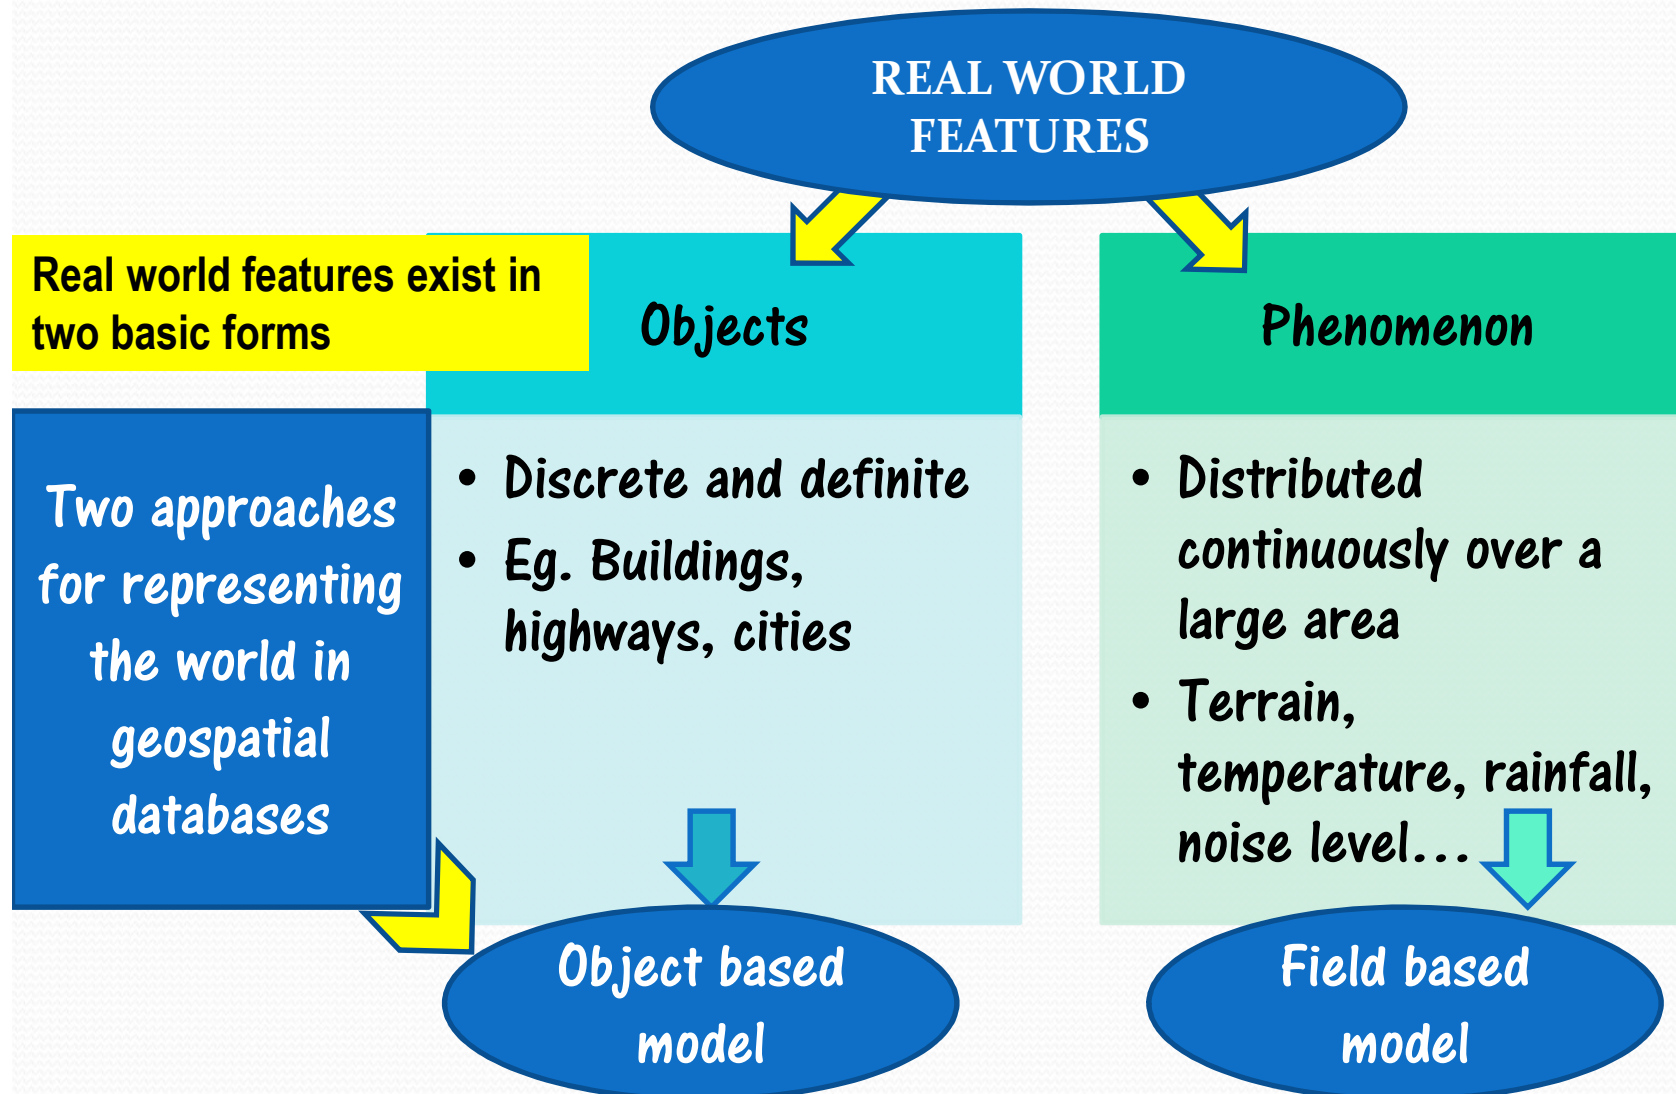 REAL WORLD
FEATURES
Real world features exist in
two basic forms
Objects
Phenomenon
Two approaches
for representing
the world in
geospatial
databases
• Discrete and definite
• Eg. Buildings,
highways, cities
• Distributed
continuously over a
large area
• Terrain,
temperature, rainfall,
noise level...
Object based
model
Field based
model